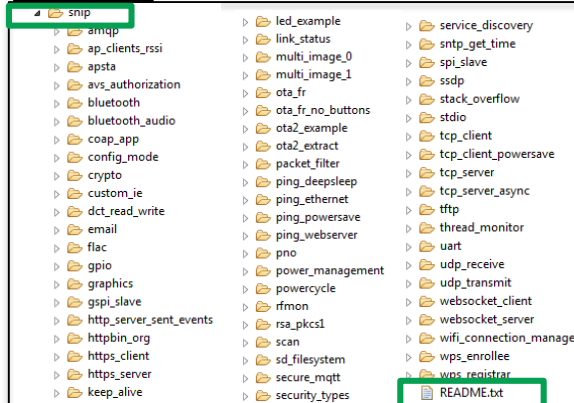 snip
amqp
ap_clients_rssi
apsta
avs_authorization
bluetooth
bluetooth_audio
coap_app
config_mode
crypto
custom_ie
dct_read_write
email
flac
gpio
graphics
gspi_slave
http_server_sent_events
httpbin_org
https_client
https_server
keep_alive
led_example
link_status
multi_image_0
multi_image_1
ota_fr
ota_fr_no_buttons
ota2_example
ota2_extract
packet_filter
ping_deepsleep
ping_ethernet
ping_powersave
ping_webserver
pno
power_management
powercycle
rfmon
rsa_pkcs1
scan
sd_filesystem
secure_mqtt
security_types
service_discovery
sntp_get_time
spi_slave
ssdp
stack_overflow
stdio
tcp_client
tcp_client_powersave
tcp_server
tcp_server_async
tftp
thread_monitor
uart
udp_receive
udp_transmit
websocket_client
websocket_server
wifi_connection_manage
wps_enrollee
wps_registrar
README.txt